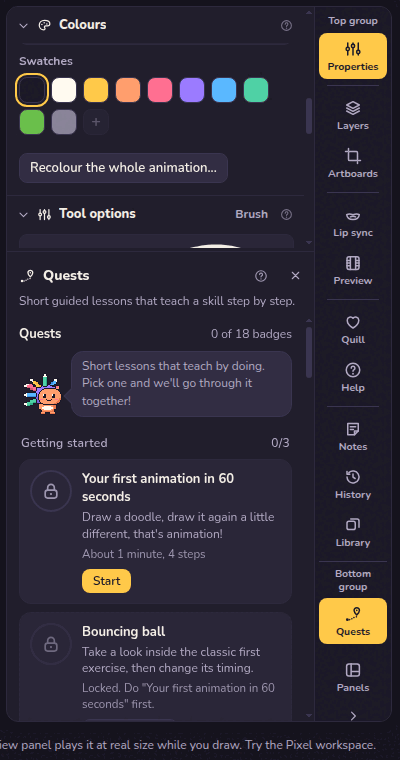 Colours
Swatches
+
Recolour the whole animation...
Tool options
Brush
Quests
Short guided lessons that teach a skill step by step.
Quests
0 of 18 badges
Short lessons that teach by doing.
Pick one and we'll go through it
together!
Getting started
0/3
Your first animation in 60
seconds
Draw a doodle, draw it again a little
different, that's animation!
About 1 minute, 4 steps
Start
Bouncing ball
Take a look inside the classic first
exercise, then change its timing.
Locked. Do "Your first animation in 60
seconds" first.
Top group
Properties
Layers
Artboards
Lip sync
Preview
Quill
Help
Notes
History
Library
Bottom
group
Quests
Panels
panel plays it at real size while you draw. Try the Pixel workspace.